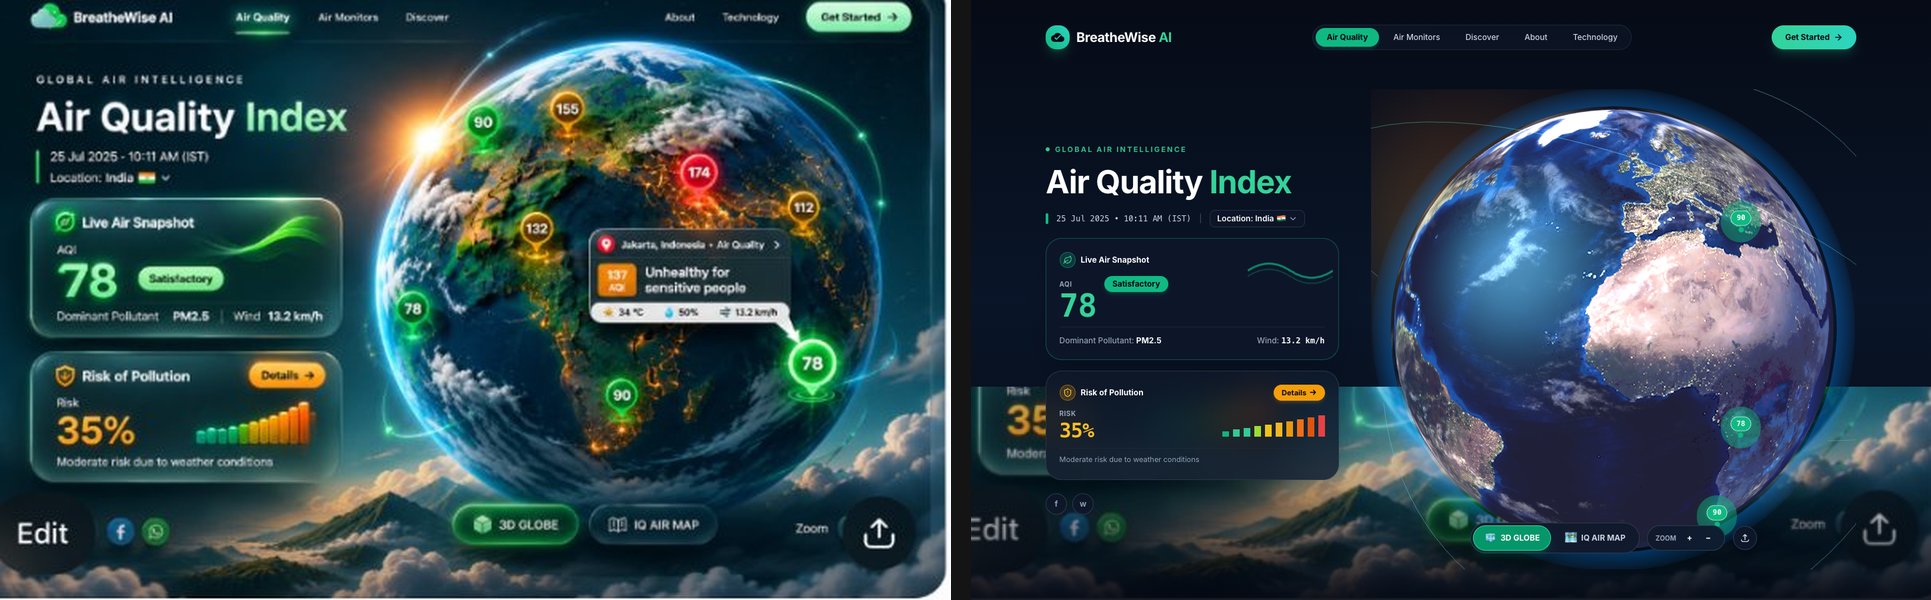 BreatheWise AI
Air Quality
Air Monitors
Discover
About
Technology
Get Started →
GLOBAL AIR INTELLIGENCE
Air Quality Index
25 Jul 2025 - 10:11 AM (IST)
Location: India
Live Air Snapshot
AQI
78
Satisfactory
Dominant Pollutant PM2.5 | Wind 13.2 km/h
Risk of Pollution
Details →
Risk
35%
Moderate risk due to weather conditions
90
155
174
112
132
78
90
Jakarta, Indonesia • Air Quality
137
AQI
Unhealthy for
sensitive people
34 °C
50%
13.2 km/h
78
Edit
f
3D GLOBE
IQ AIR MAP
Zoom
BreatheWise AI
Air Quality
Air Monitors
Discover
About
Technology
Get Started →
GLOBAL AIR INTELLIGENCE
Air Quality Index
25 Jul 2025 • 10:11 AM (IST)
Location: India
Live Air Snapshot
AQI
78
Satisfactory
Dominant Pollutant: PM2.5
Wind: 13.2 km/h
Risk of Pollution
Details →
RISK
35%
Moderate risk due to weather conditions
f
w
90
78
90
3D GLOBE
IQ AIR MAP
ZOOM + −
Risk
35
Modera
Edit
f
3D
Zoom